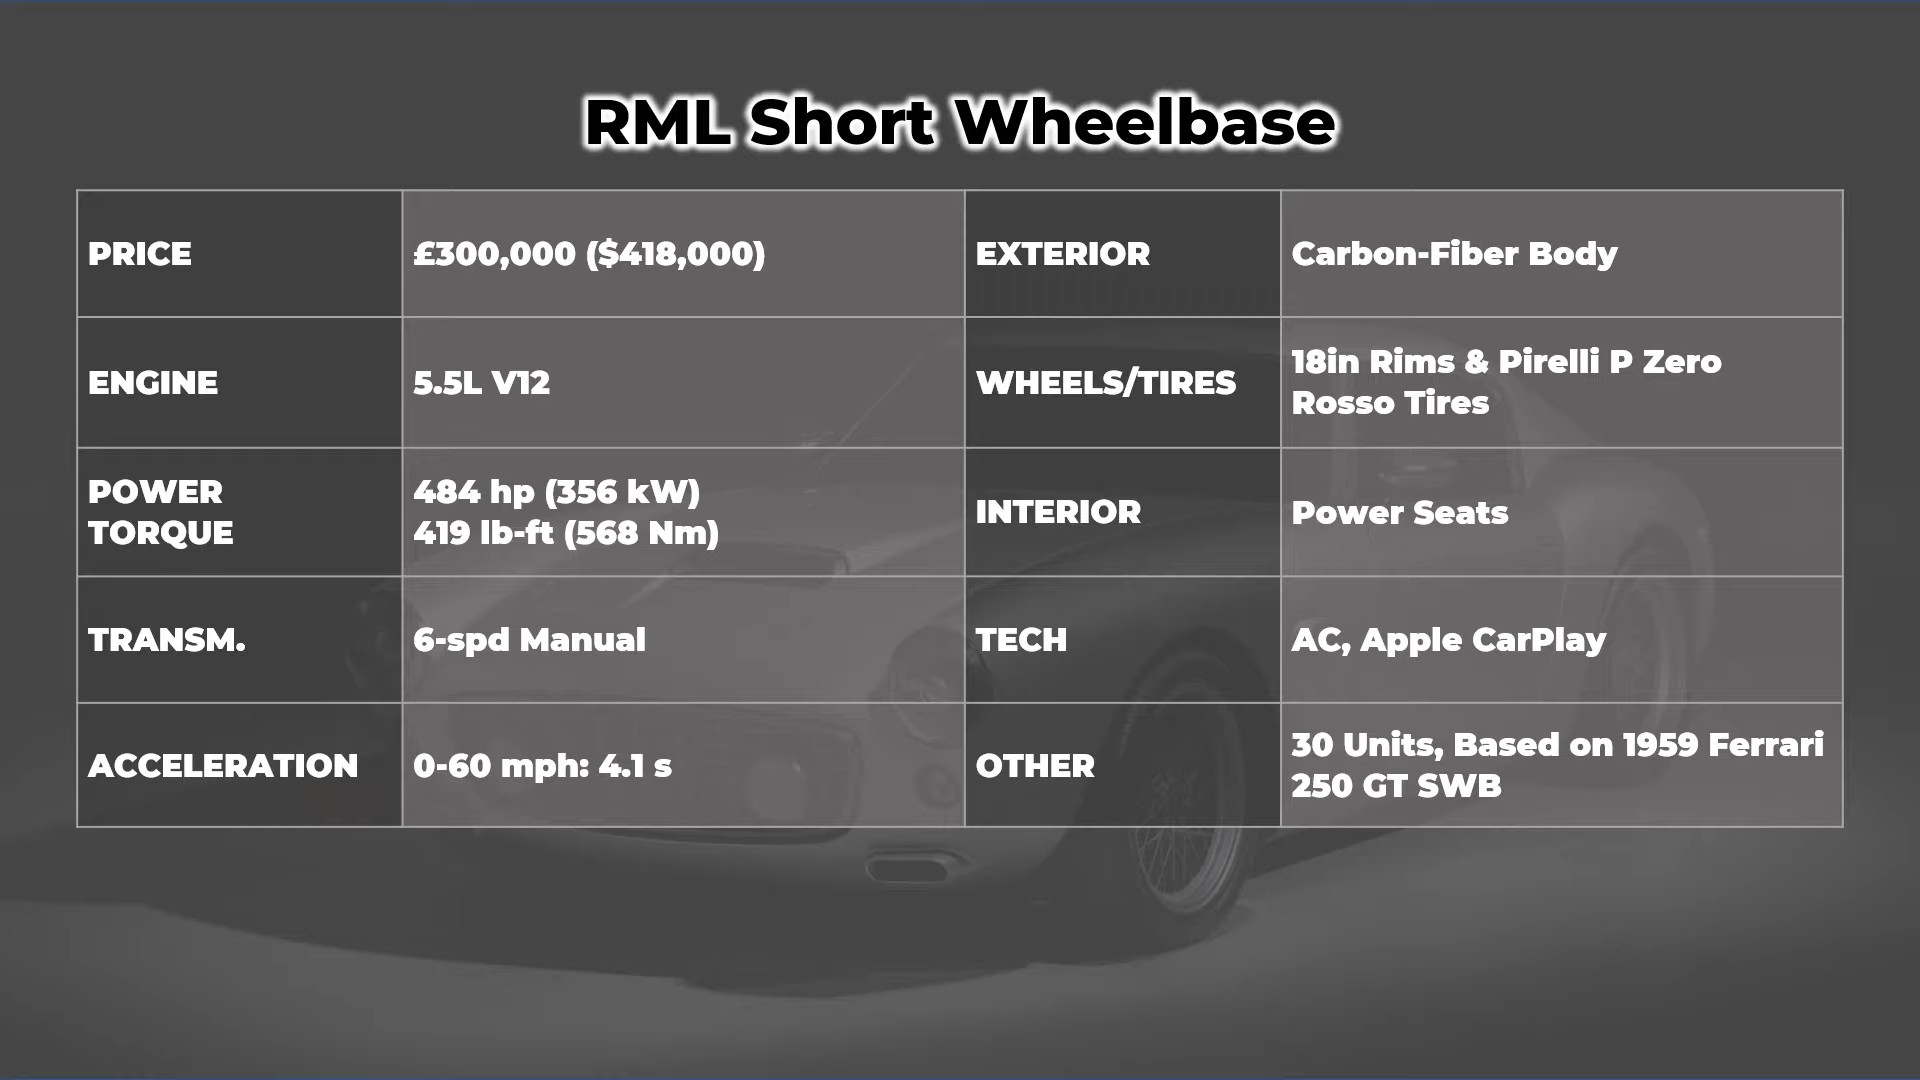 RML Short Wheelbase
PRICE
£300,000 ($418,000)
EXTERIOR
Carbon-Fiber Body
ENGINE
5.5L V12
WHEELS/TIRES
18in Rims & Pirelli P Zero
Rosso Tires
POWER
TORQUE
484 hp (356 kW)
419 lb-ft (568 Nm)
INTERIOR
Power Seats
TRANSM.
6-spd Manual
TECH
AC, Apple CarPlay
ACCELERATION
0-60 mph: 4.1 s
OTHER
30 Units, Based on 1959 Ferrari
250 GT SWB